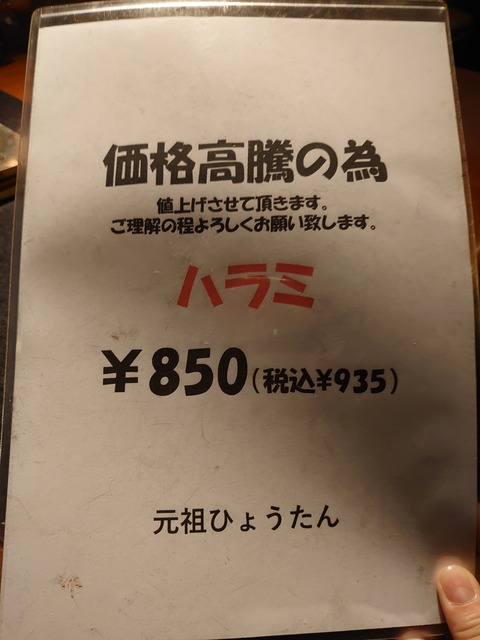 価格高騰の為
値上げさせて頂きます。
ご理解の程よろしくお願い致します。
ハラミ
¥850(税込¥935)
元祖ひょうたん